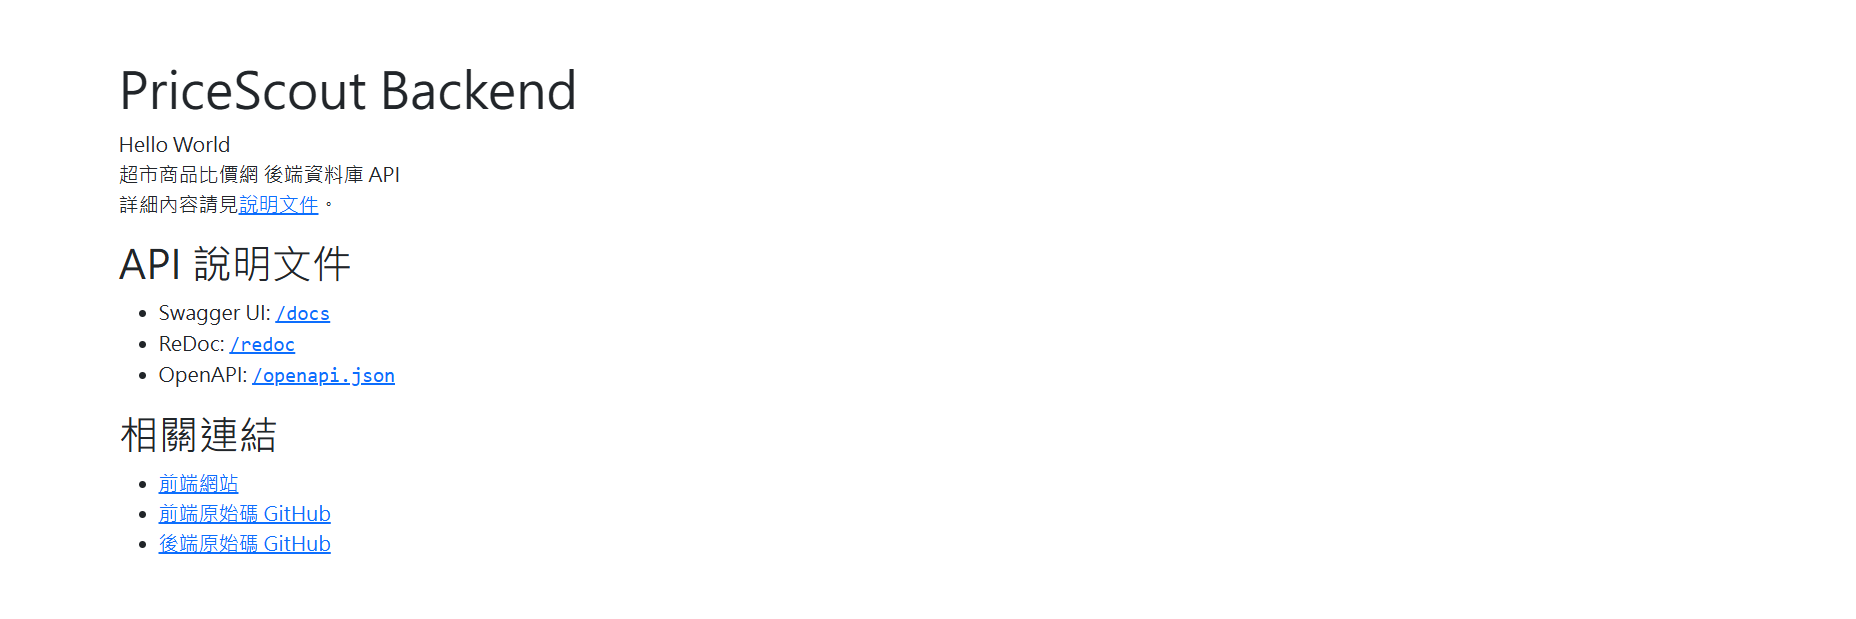 PriceScout Backend
Hello World
超市商品比價網 後端資料庫 API
詳細內容請見說明文件。
API 說明文件
• Swagger UI: /docs
• ReDoc: /redoc
• OpenAPI: /openapi.json
相關連結
• 前端網站
• 前端原始碼 GitHub
• 後端原始碼 GitHub